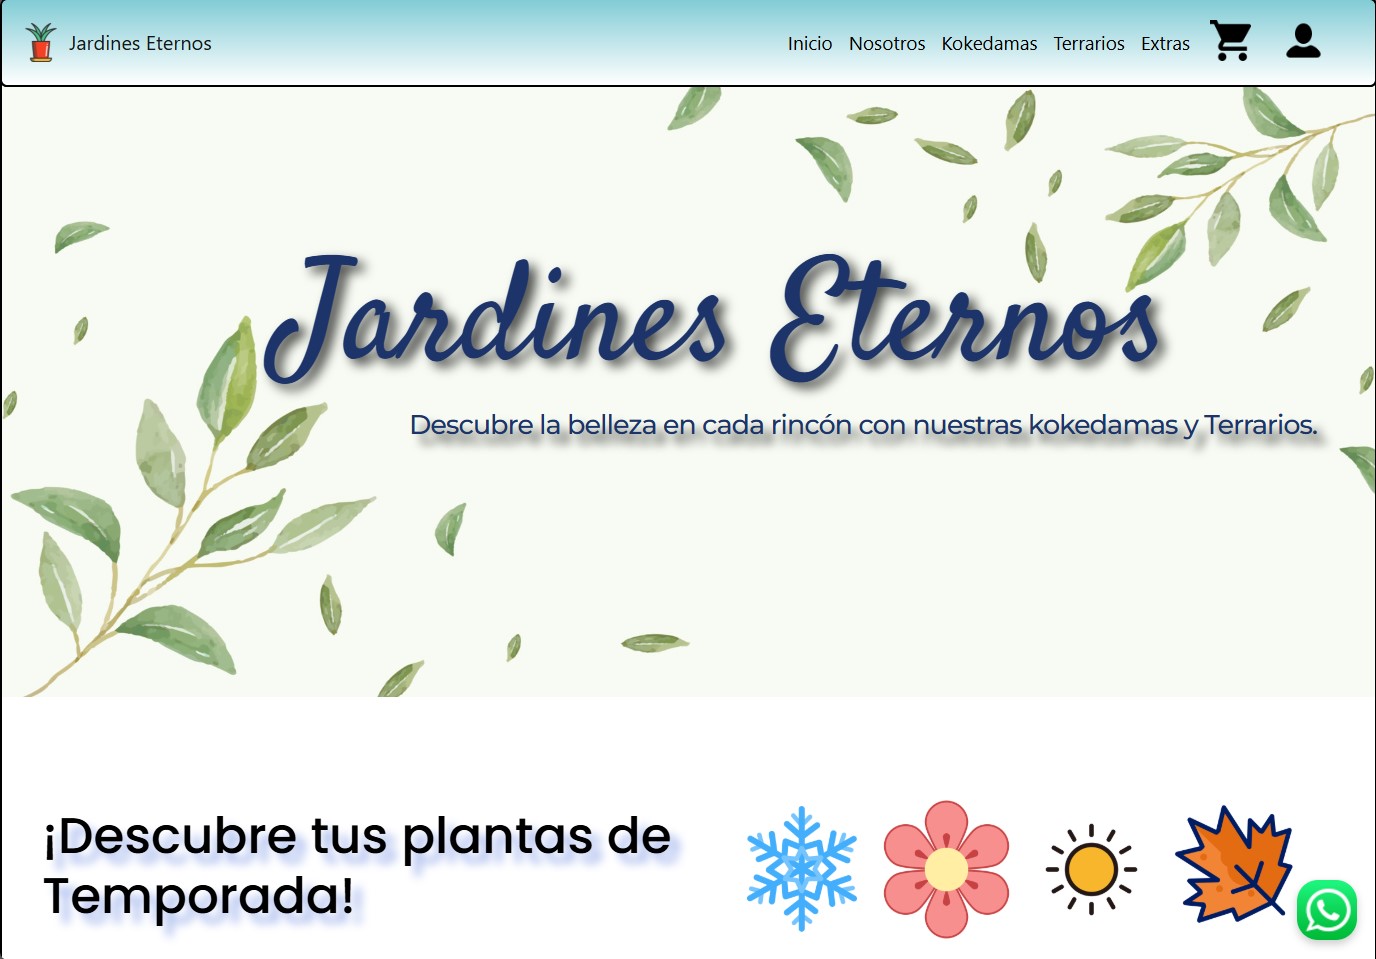 Jardines Eternos
Inicio Nosotros Kokedamas Terrarios Extras
Jardines Eternos
Descubre la belleza en cada rincón con nuestras kokedamas y Terrarios.
¡Descubre tus plantas de
Temporada!